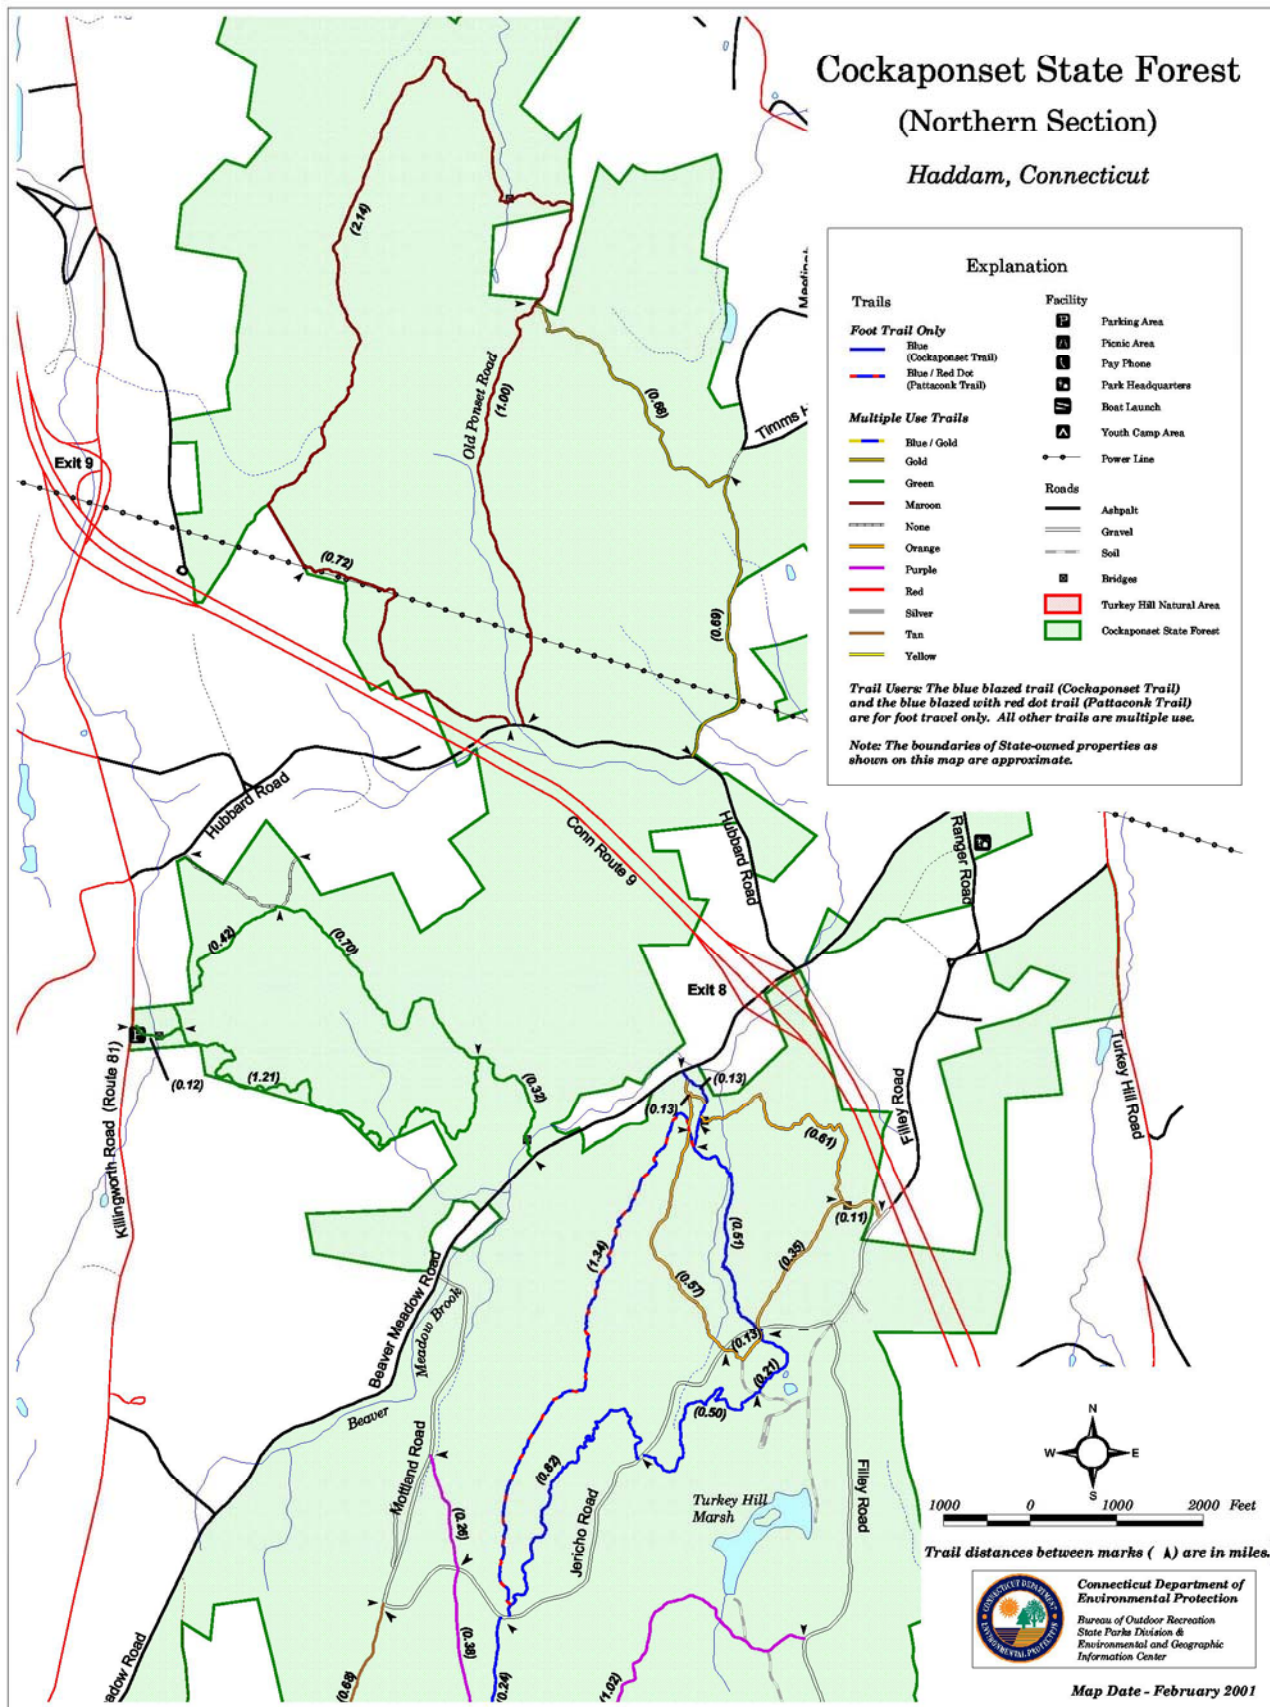 Cockaponset State Forest
(Northern Section)
Haddam, Connecticut
Explanation
Trails
Foot Trail Only
Blue
(Cockaponset Trail)
Blue / Red Dot
(Pattaconk Trail)
Multiple Use Trails
Blue / Gold
Gold
Green
Maroon
None
Orange
Purple
Red
Silver
Tan
Yellow
Facility
Parking Area
Picnic Area
Pay Phone
Park Headquarters
Boat Launch
Youth Camp Area
Power Line
Roads
Ashpalt
Gravel
Soil
Bridges
Turkey Hill Natural Area
Cockaponset State Forest
Trail Users: The blue blazed trail (Cockaponset Trail)
and the blue blazed with red dot trail (Pattaconk Trail)
are for foot travel only. All other trails are multiple use.
Note: The boundaries of State-owned properties as
shown on this map are approximate.
(2.14)
Old Ponset Road
(1.00)
(0.68)
Timms H
Exit 9
(0.72)
(0.69)
Hubbard Road
Conn Route 9
Hubbard Road
Ranger Road
(0.42)
(0.70)
Exit 8
Killingworth Road (Route 81)
(0.12)
(1.21)
(0.32)
(0.13)
(0.13)
(0.61)
Filley Road
Turkey Hill Road
(0.11)
(0.51)
(0.35)
(1.34)
(0.57)
Beaver Meadow Road
Meadow Brook
Beaver
(0.13)
(0.21)
(0.50)
(0.82)
Mottland Road
(0.26)
Jericho Road
Turkey Hill
Marsh
Filley Road
(0.38)
adow Road
(0.68)
0.24)
(1.02)
N
W
E
S
1000 0 1000 2000 Feet
Trail distances between marks ( ) are in miles.
CONNECTICUT DEPARTMENT
ENVIRONMENTAL PROTECTION
Connecticut Department of
Environmental Protection
Bureau of Outdoor Recreation
State Parks Division &
Environmental and Geographic
Information Center
Map Date - February 2001